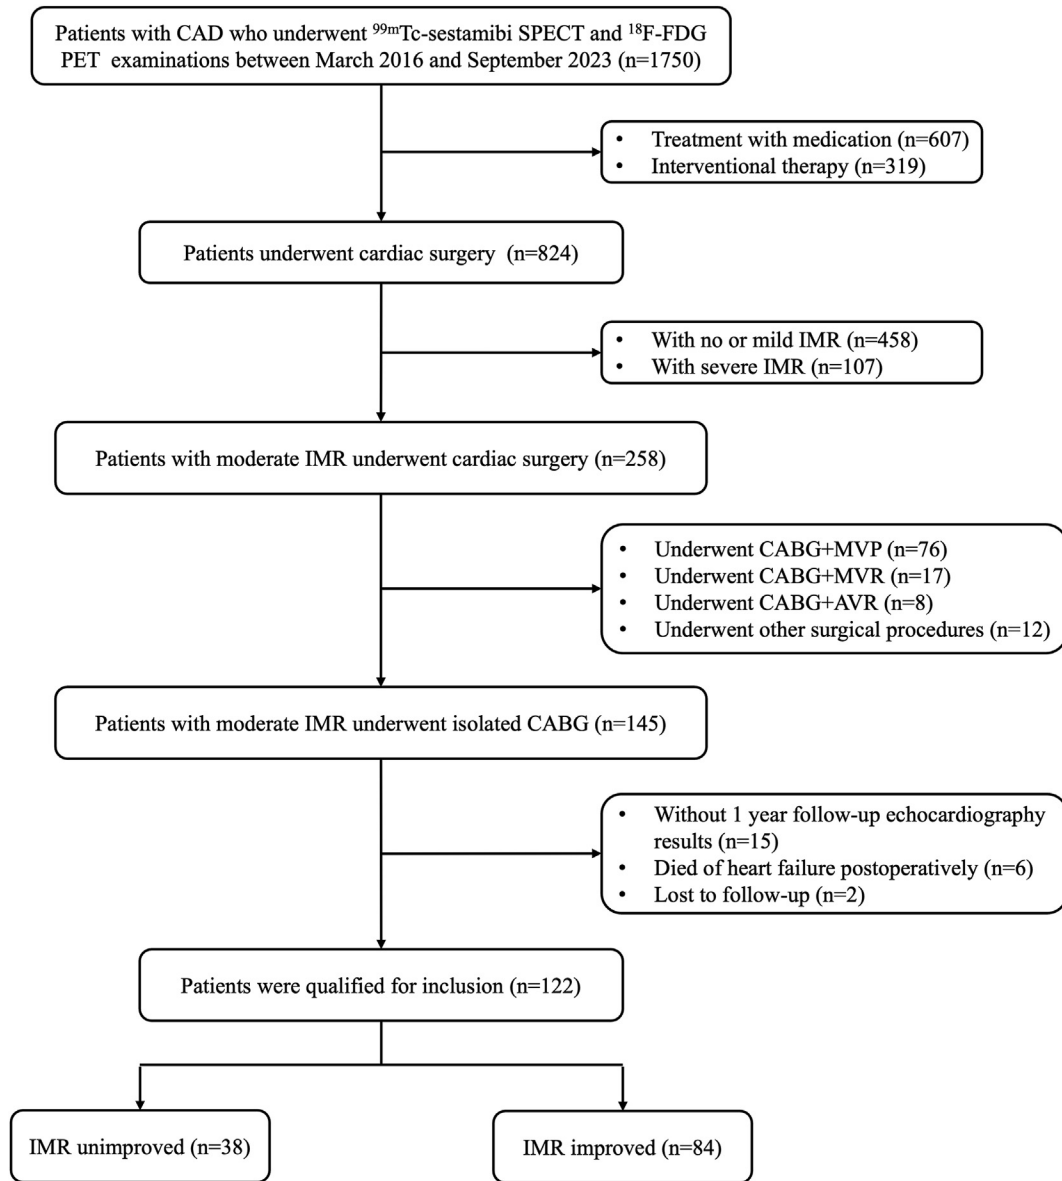 Patients with CAD who underwent ⁹⁹ᵐTc-sestamibi SPECT and ¹⁸F-FDG
PET examinations between March 2016 and September 2023 (n=1750)
• Treatment with medication (n=607)
• Interventional therapy (n=319)
Patients underwent cardiac surgery (n=824)
• With no or mild IMR (n=458)
• With severe IMR (n=107)
Patients with moderate IMR underwent cardiac surgery (n=258)
• Underwent CABG+MVP (n=76)
• Underwent CABG+MVR (n=17)
• Underwent CABG+AVR (n=8)
• Underwent other surgical procedures (n=12)
Patients with moderate IMR underwent isolated CABG (n=145)
• Without 1 year follow-up echocardiography
results (n=15)
• Died of heart failure postoperatively (n=6)
• Lost to follow-up (n=2)
Patients were qualified for inclusion (n=122)
IMR unimproved (n=38)
IMR improved (n=84)